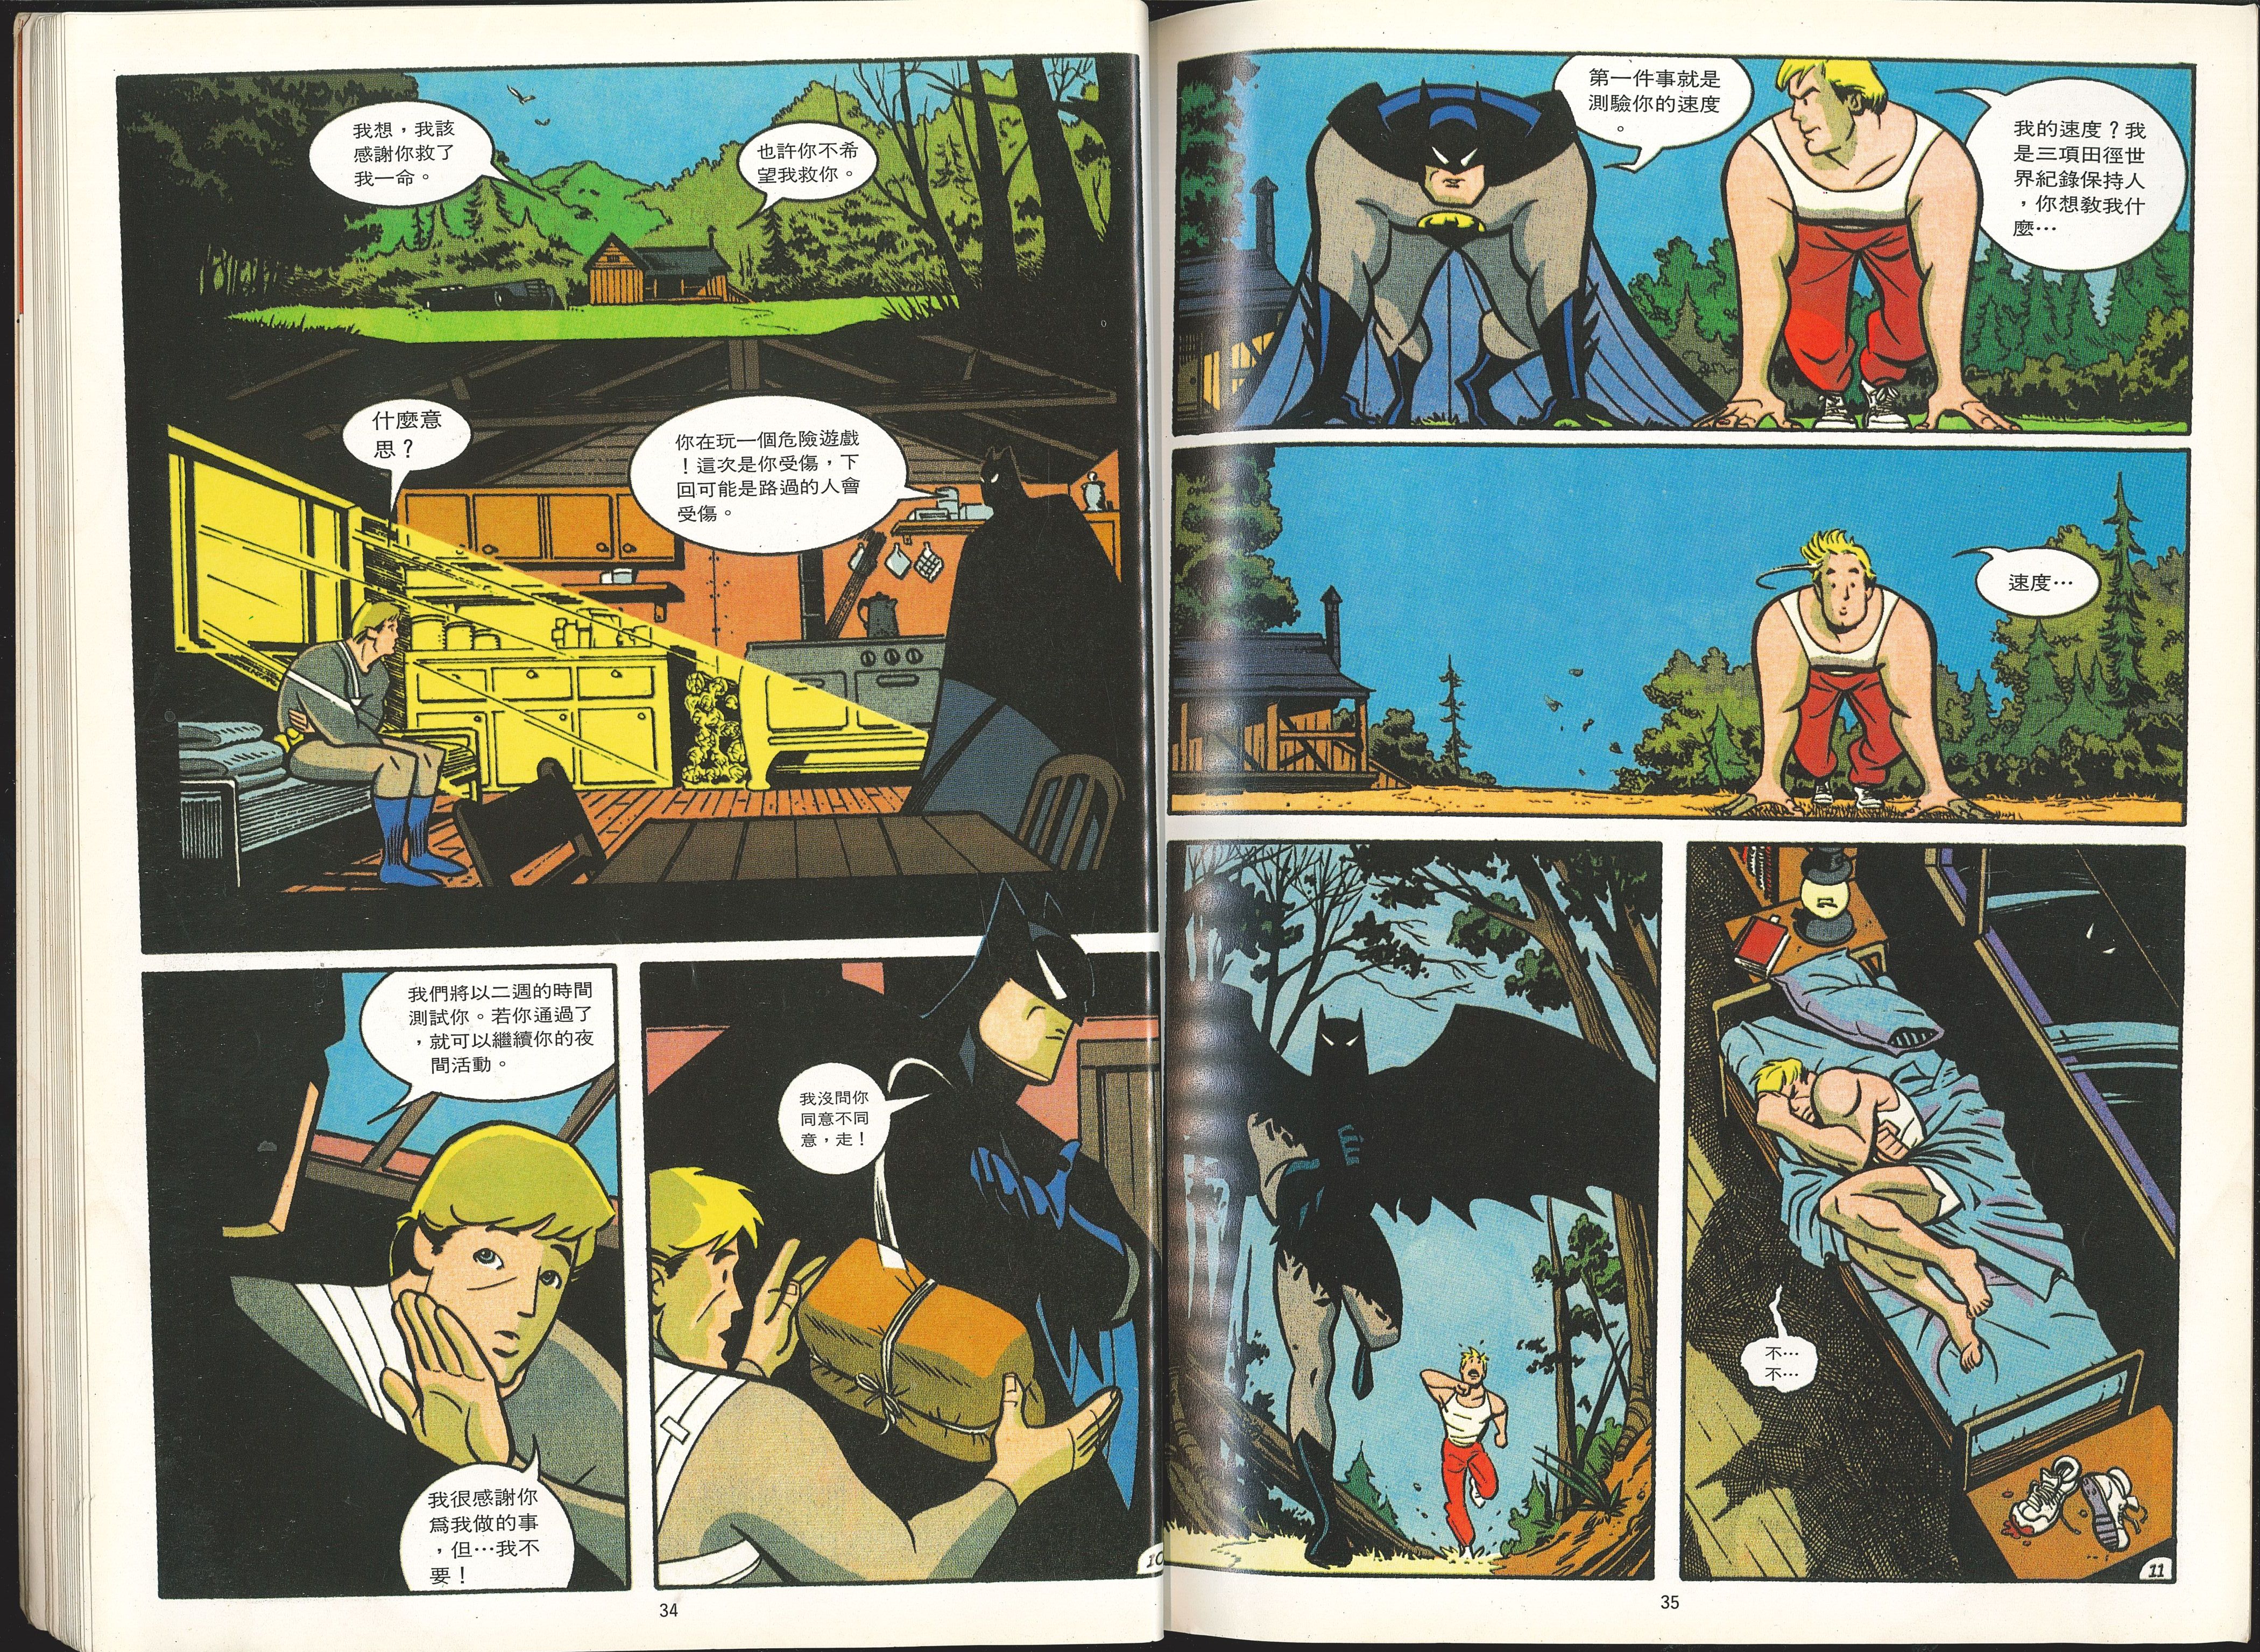 我想，我該
感謝你救了
我一命。
也許你不希
望我救你。
什麼意
思？
你在玩一個危險遊戲
！這次是你受傷，下
回可能是路過的人會
受傷。
我們將以二週的時間
測試你。若你通過了
，就可以繼續你的夜
間活動。
我很感謝你
爲我做的事
，但…我不
要！
我沒問你
同意不同
意，走！
10
34
第一件事就是
測驗你的速度
。
我的速度？我
是三項田徑世
界紀錄保持人
，你想教我什
麼…
速度…
不…
不…
11
35